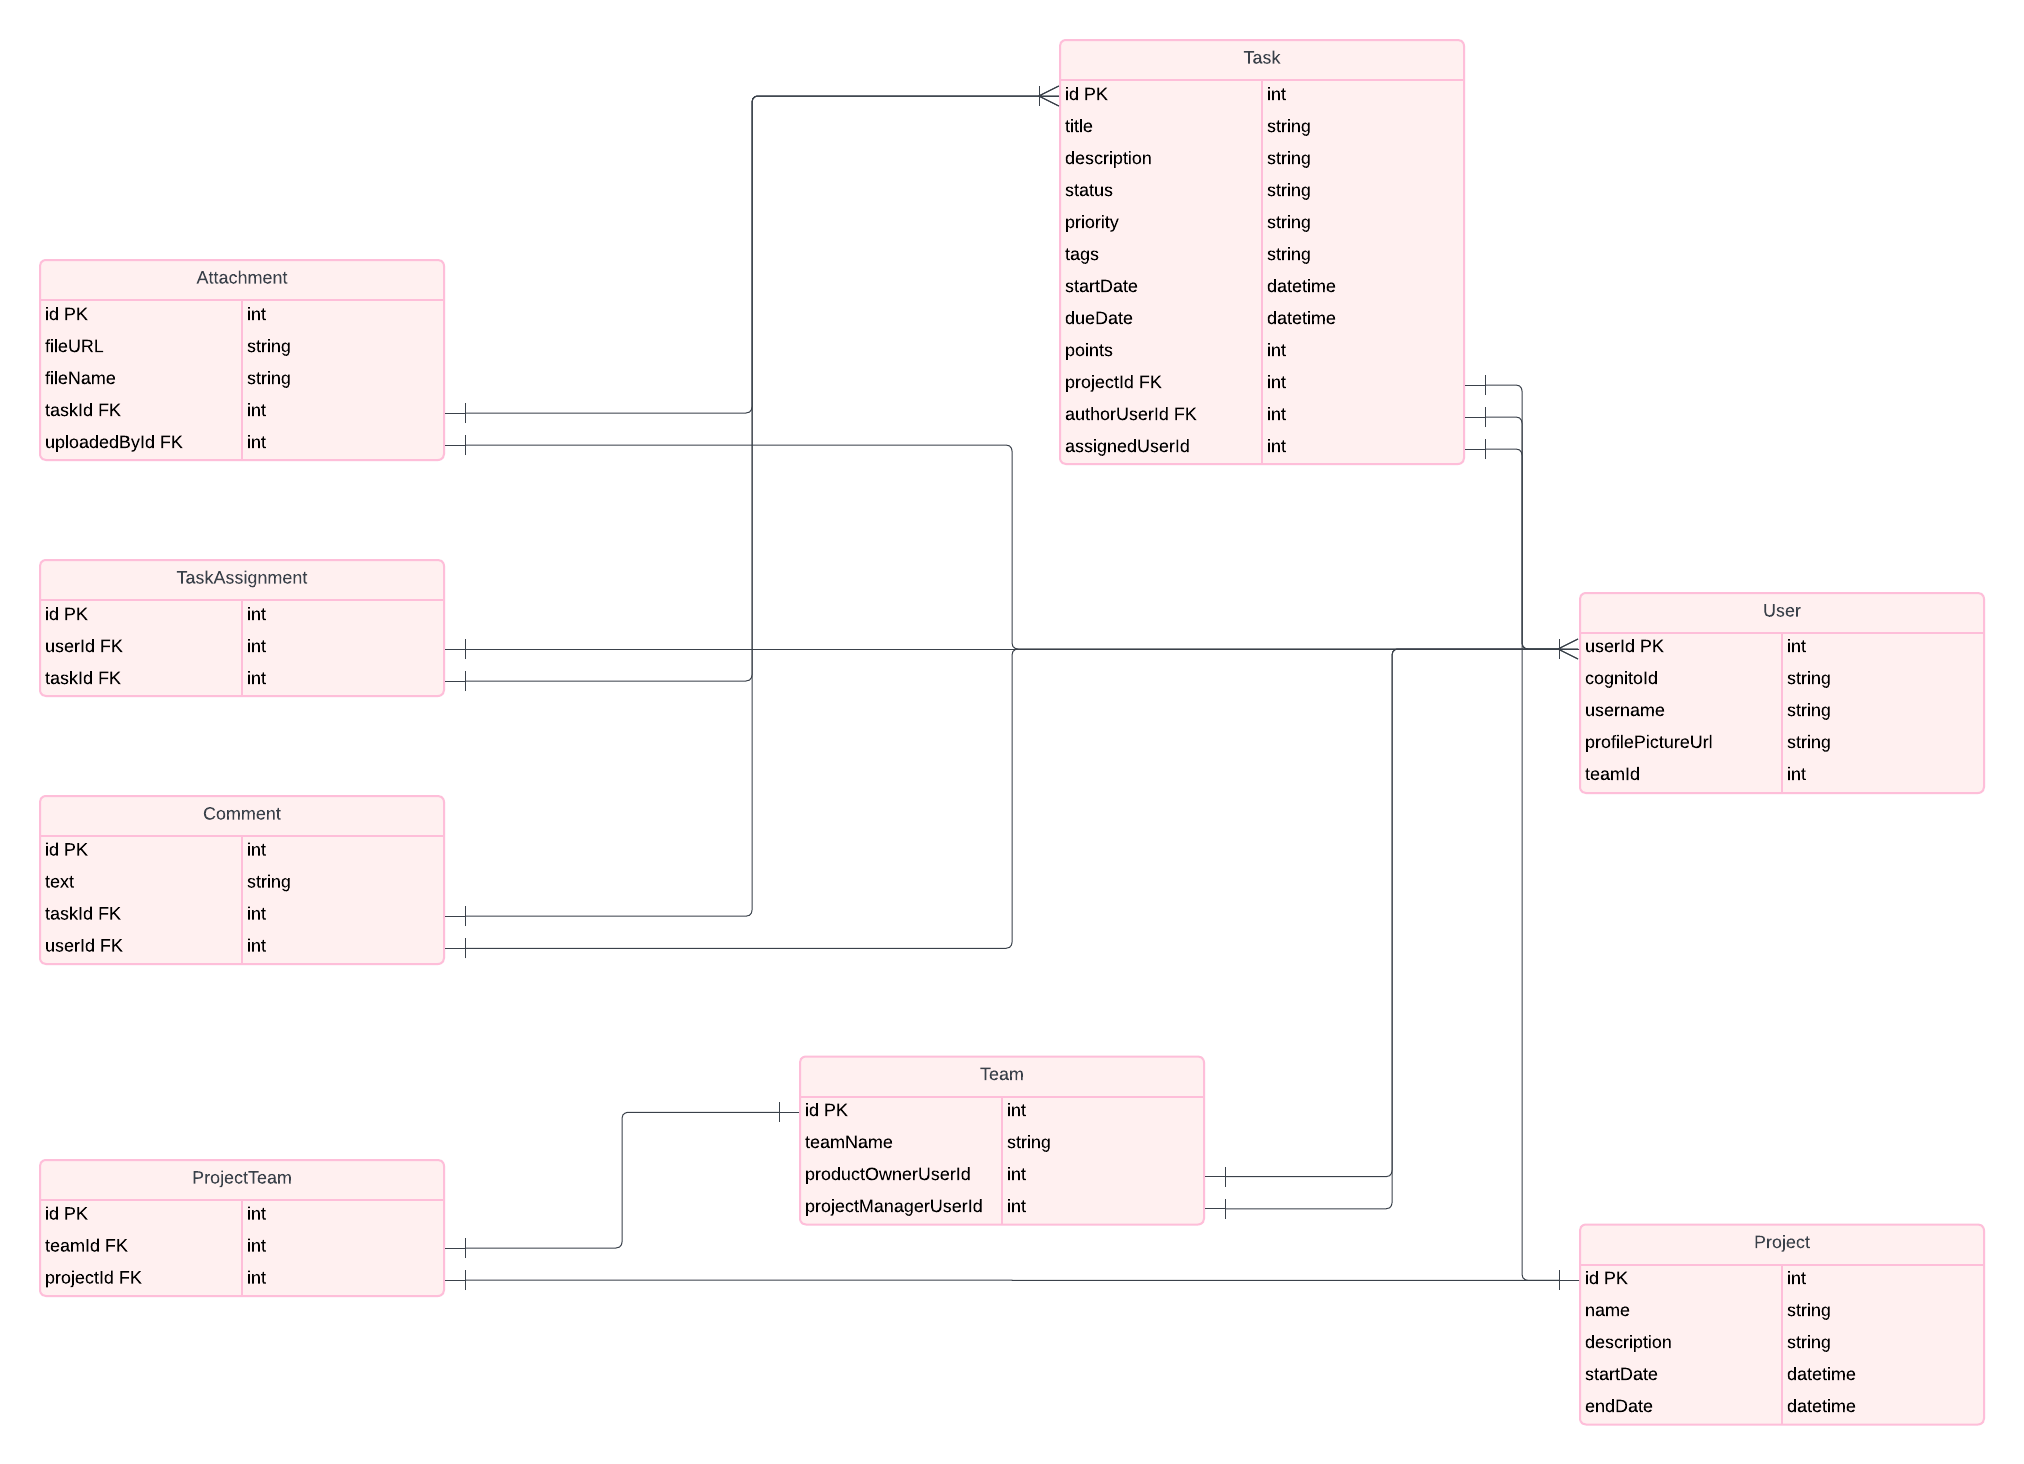 Task
id PK int
title string
description string
status string
priority string
tags string
startDate datetime
dueDate datetime
points int
projectId FK int
authorUserId FK int
assignedUserId int
Attachment
id PK int
fileURL string
fileName string
taskId FK int
uploadedById FK int
TaskAssignment
id PK int
userId FK int
taskId FK int
User
userId PK int
cognitoId string
username string
profilePictureUrl string
teamId int
Comment
id PK int
text string
taskId FK int
userId FK int
Team
id PK int
teamName string
productOwnerUserId int
projectManagerUserId int
ProjectTeam
id PK int
teamId FK int
projectId FK int
Project
id PK int
name string
description string
startDate datetime
endDate datetime